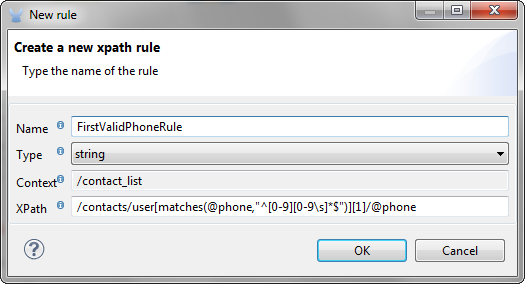 New rule
Create a new xpath rule
Type the name of the rule
Name FirstValidPhoneRule
Type string
Context /contact_list
XPath /contacts/user[matches(@phone,"^[0-9][0-9\s]*$")][1]/@phone
? OK Cancel